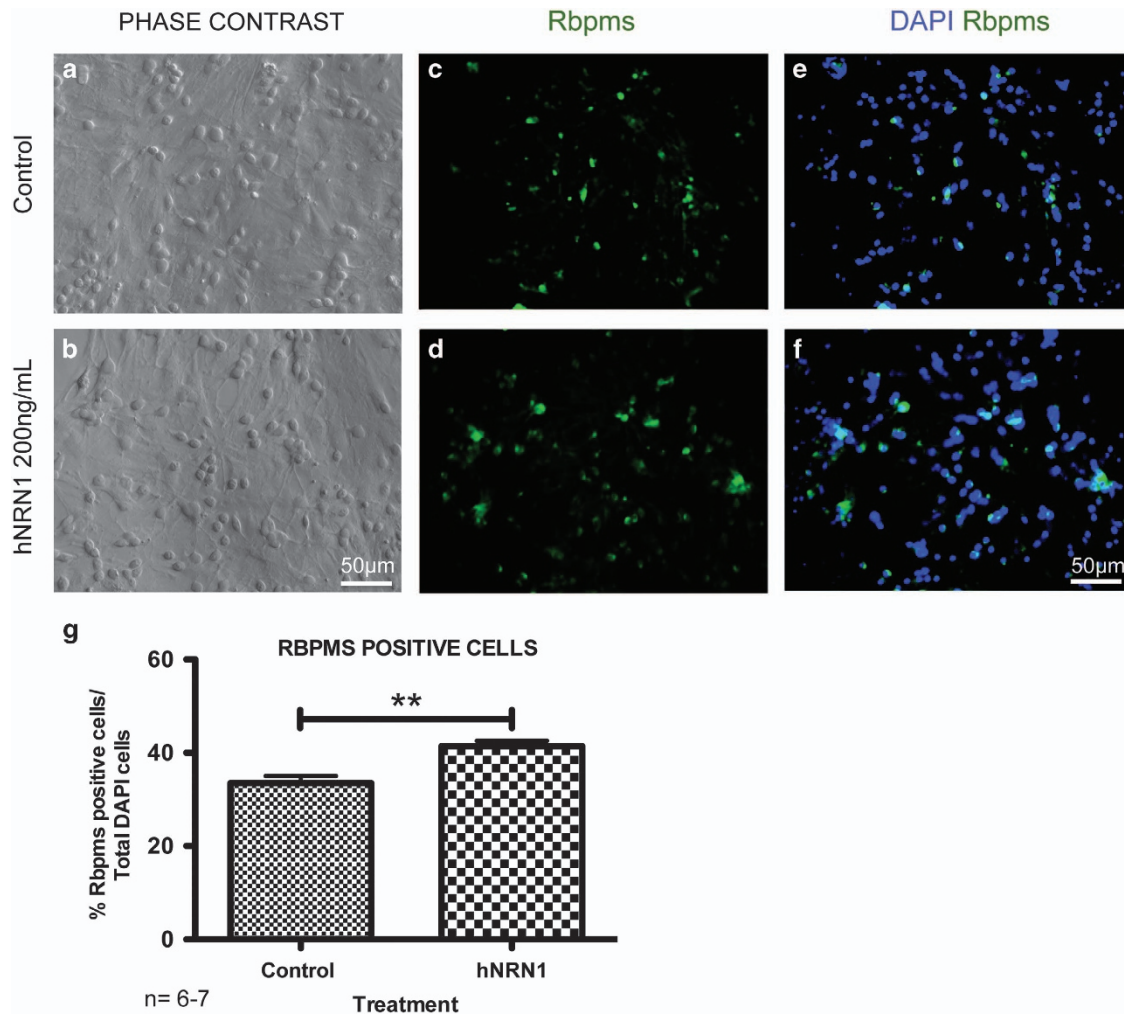 PHASE CONTRAST
Rbpms
DAPI Rbpms
Control
a
c
e
hNRN1 200ng/mL
b
d
f
50µm
50µm
g
RBPMS POSITIVE CELLS
% Rbpms positive cells/
Total DAPI cells
60
40
20
0
**
Control
hNRN1
n= 6-7
Treatment